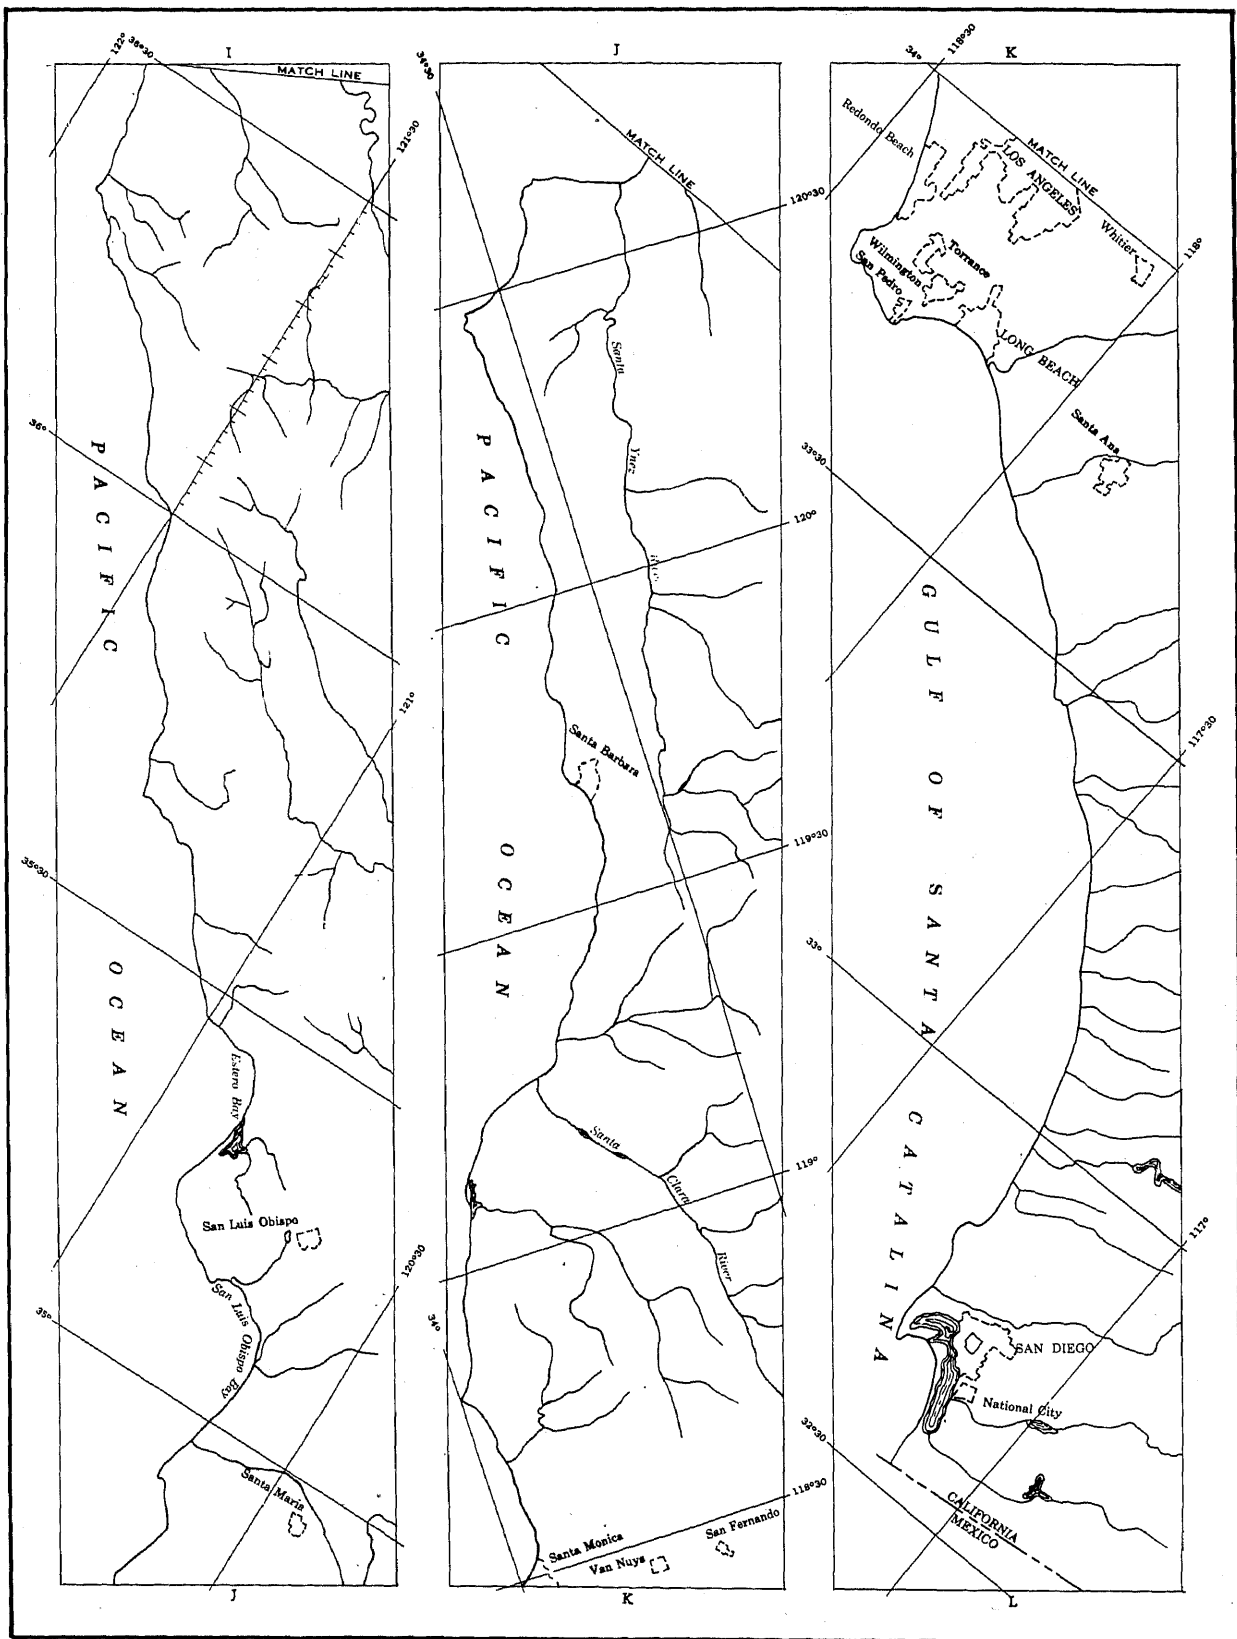 I
122°
36°30
MATCH LINE
121°30
36°
PACIFIC
OCEAN
121°
35°30
Estero Bay
San Luis Obispo
San Luis Obispo Bay
120°30
35°
Santa Maria
J
J
34°30
MATCH LINE
120°30
Santa
Ynez
PACIFIC
OCEAN
120°
Santa Barbara
119°30
Santa
Clara
River
119°
34°
118°30
Santa Monica
Van Nuys
San Fernando
K
K
34°
118°30
MATCH LINE
Redondo Beach
LOS ANGELES
Whitier
118°
Wilmington
Torrance
San Pedro
LONG BEACH
Santa Ana
33°30
GULF OF SANTA CATALINA
117°30
33°
117°
SAN DIEGO
National City
32°30
CALIFORNIA
MEXICO
L